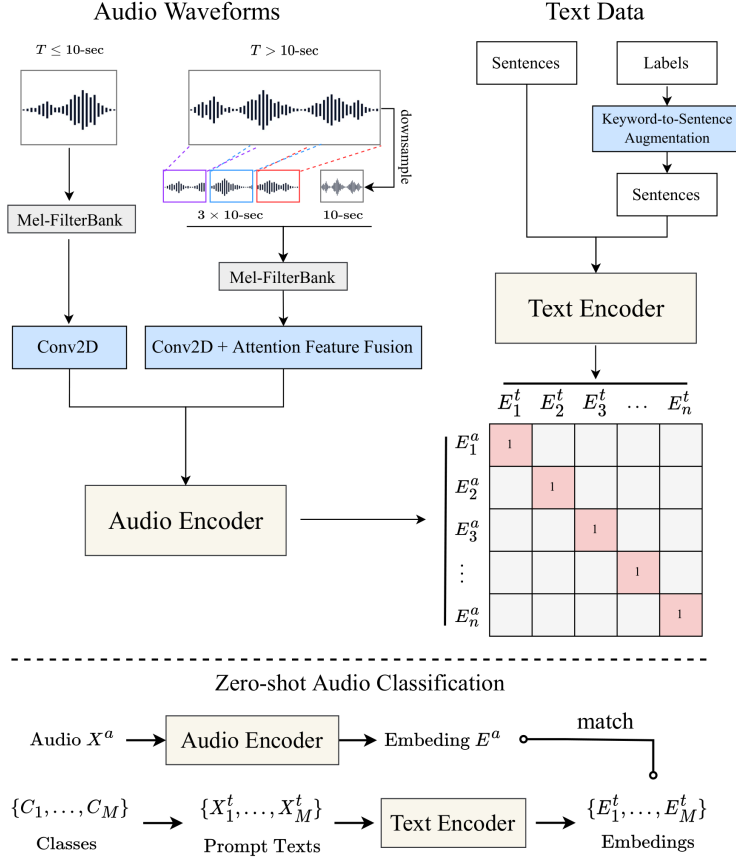 Audio Waveforms
Text Data
T ≤ 10-sec
T > 10-sec
downsample
3 × 10-sec
10-sec
Mel-FilterBank
Mel-FilterBank
Conv2D
Conv2D + Attention Feature Fusion
Audio Encoder
Sentences
Labels
Keyword-to-Sentence
Augmentation
Sentences
Text Encoder
E_1^t E_2^t E_3^t … E_n^t
E_1^a 1
E_2^a 1
E_3^a 1
⋮ 1
E_n^a 1
Zero-shot Audio Classification
Audio X^a
Audio Encoder
Embeding E^a
match
{C_1, …, C_M}
{X_1^t, …, X_M^t}
Text Encoder
{E_1^t, …, E_M^t}
Classes
Prompt Texts
Embedings